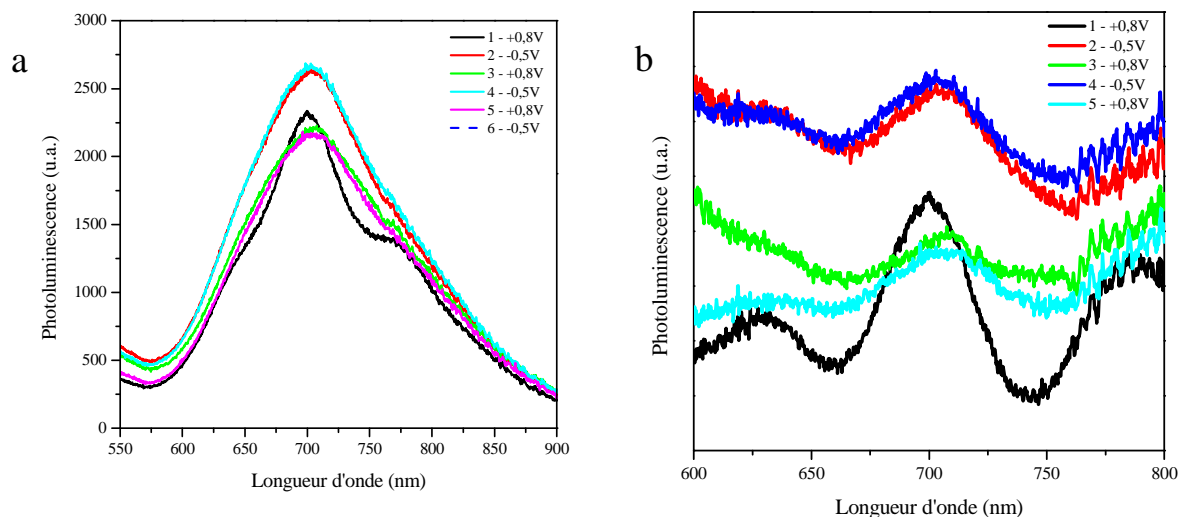 a
3000
2500
2000
1500
1000
500
0
550 600 650 700 750 800 850 900
Photoluminescence (u.a.)
Longueur d'onde (nm)
1 - +0,8V
2 - -0,5V
3 - +0,8V
4 - -0,5V
5 - +0,8V
6 - -0,5V
b
1 - +0,8V
2 - -0,5V
3 - +0,8V
4 - -0,5V
5 - +0,8V
Photoluminescence (u.a.)
600 650 700 750 800
Longueur d'onde (nm)